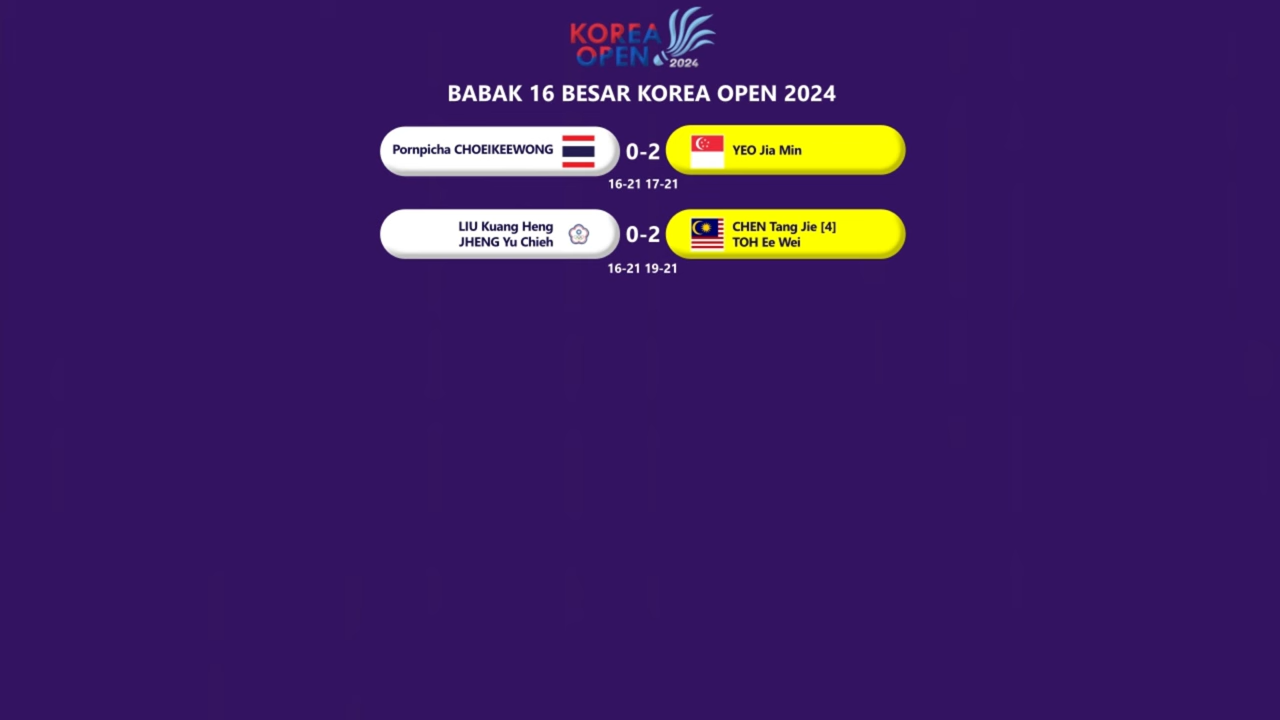 KOREA
OPEN
2024
BABAK 16 BESAR KOREA OPEN 2024
Pornpicha CHOEIKEEWONG 0-2 YEO Jia Min
16-21 17-21
LIU Kuang Heng
JHENG Yu Chieh
0-2
CHEN Tang Jie [4]
TOH Ee Wei
16-21 19-21